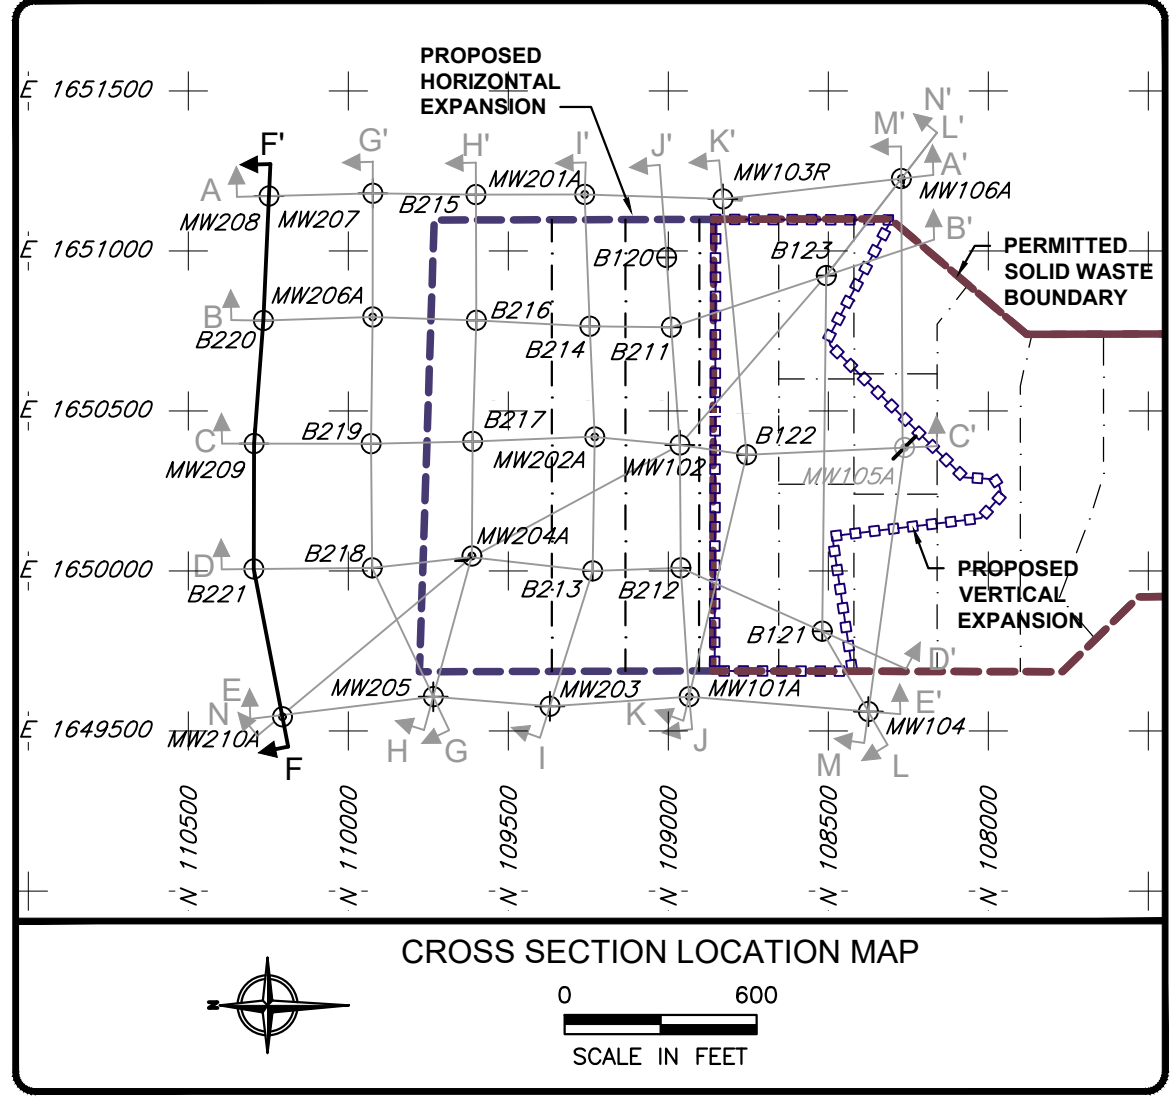 PROPOSED
HORIZONTAL
EXPANSION
E 1651500
N'
L'
M'
F'
G'
H'
I'
J'
K'
A'
A
MW201A
MW103R
MW106A
B215
MW208
MW207
B'
E 1651000
B120
B123
PERMITTED
SOLID WASTE
BOUNDARY
MW206A
B
B216
B220
B214
B211
E 1650500
B217
C
B219
B122
C'
MW209
MW202A
MW102
MW105A
MW204A
B218
D
E 1650000
B221
B213
B212
PROPOSED
VERTICAL
EXPANSION
B121
D'
MW205
MW203
MW101A
E
E'
N
K
MW104
E 1649500
MW210A
F
H
G
I
J
M
L
N 110500
N 110000
N 109500
N 109000
N 108500
N 108000
CROSS SECTION LOCATION MAP
N
0 600
SCALE IN FEET